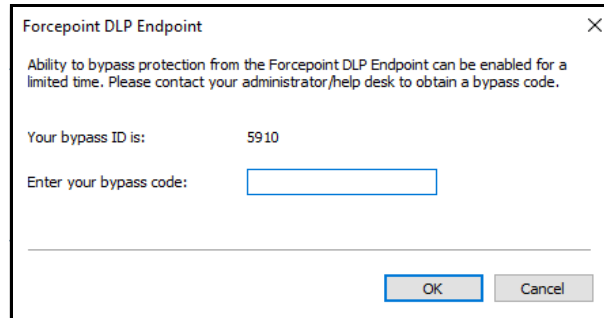 Forcepoint DLP Endpoint
Ability to bypass protection from the Forcepoint DLP Endpoint can be enabled for a
limited time. Please contact your administrator/help desk to obtain a bypass code.
Your bypass ID is: 5910
Enter your bypass code:
OK Cancel